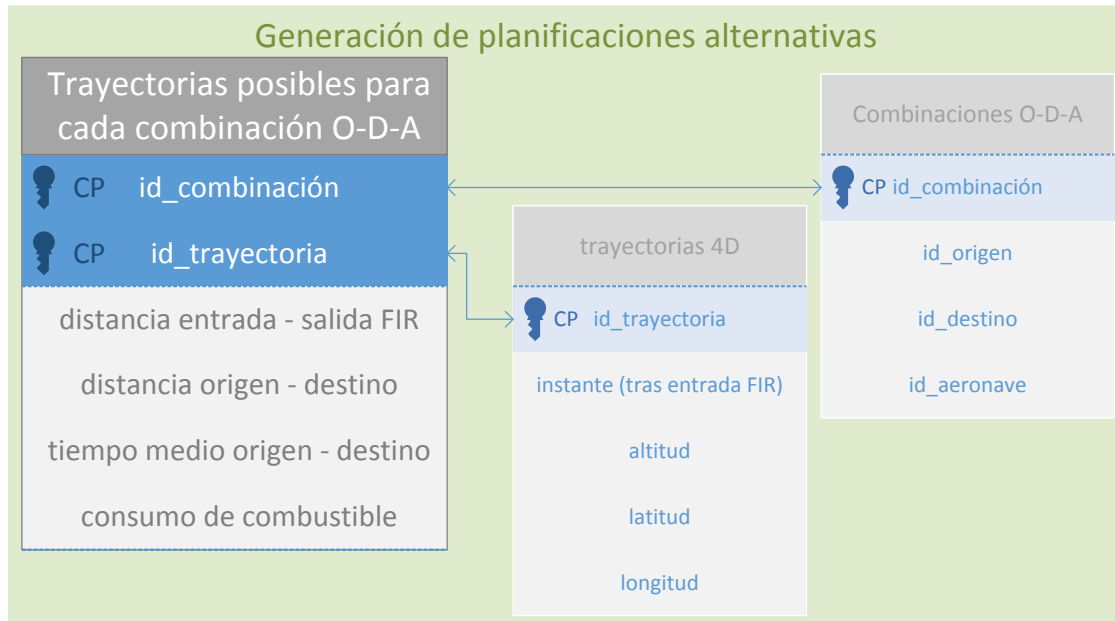 Generación de planificaciones alternativas
Trayectorias posibles para
cada combinación O-D-A
CP id_combinación
CP id_trayectoria
distancia entrada - salida FIR
distancia origen - destino
tiempo medio origen - destino
consumo de combustible
trayectorias 4D
CP id_trayectoria
instante (tras entrada FIR)
altitud
latitud
longitud
Combinaciones O-D-A
CP id_combinación
id_origen
id_destino
id_aeronave